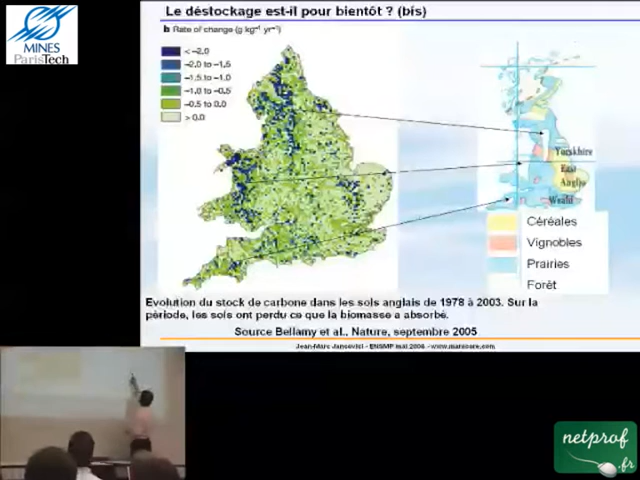 MINES
ParisTech
Le déstockage est-il pour bientôt ? (bis)
b Rate of change (g kg⁻¹ yr⁻¹)
< –2.0
–2.0 to –1.5
–1.5 to –1.0
–1.0 to –0.5
–0.5 to 0.0
> 0.0
Yorkshire
East
Anglia
Weald
Céréales
Vignobles
Prairies
Forêt
Evolution du stock de carbone dans les sols anglais de 1978 à 2003. Sur la
période, les sols ont perdu ce que la biomasse a absorbé.
Source Bellamy et al., Nature, septembre 2005
Jean-Marc Jancovici - ENSMP mai 2006 - www.manicore.com
netprof
.fr